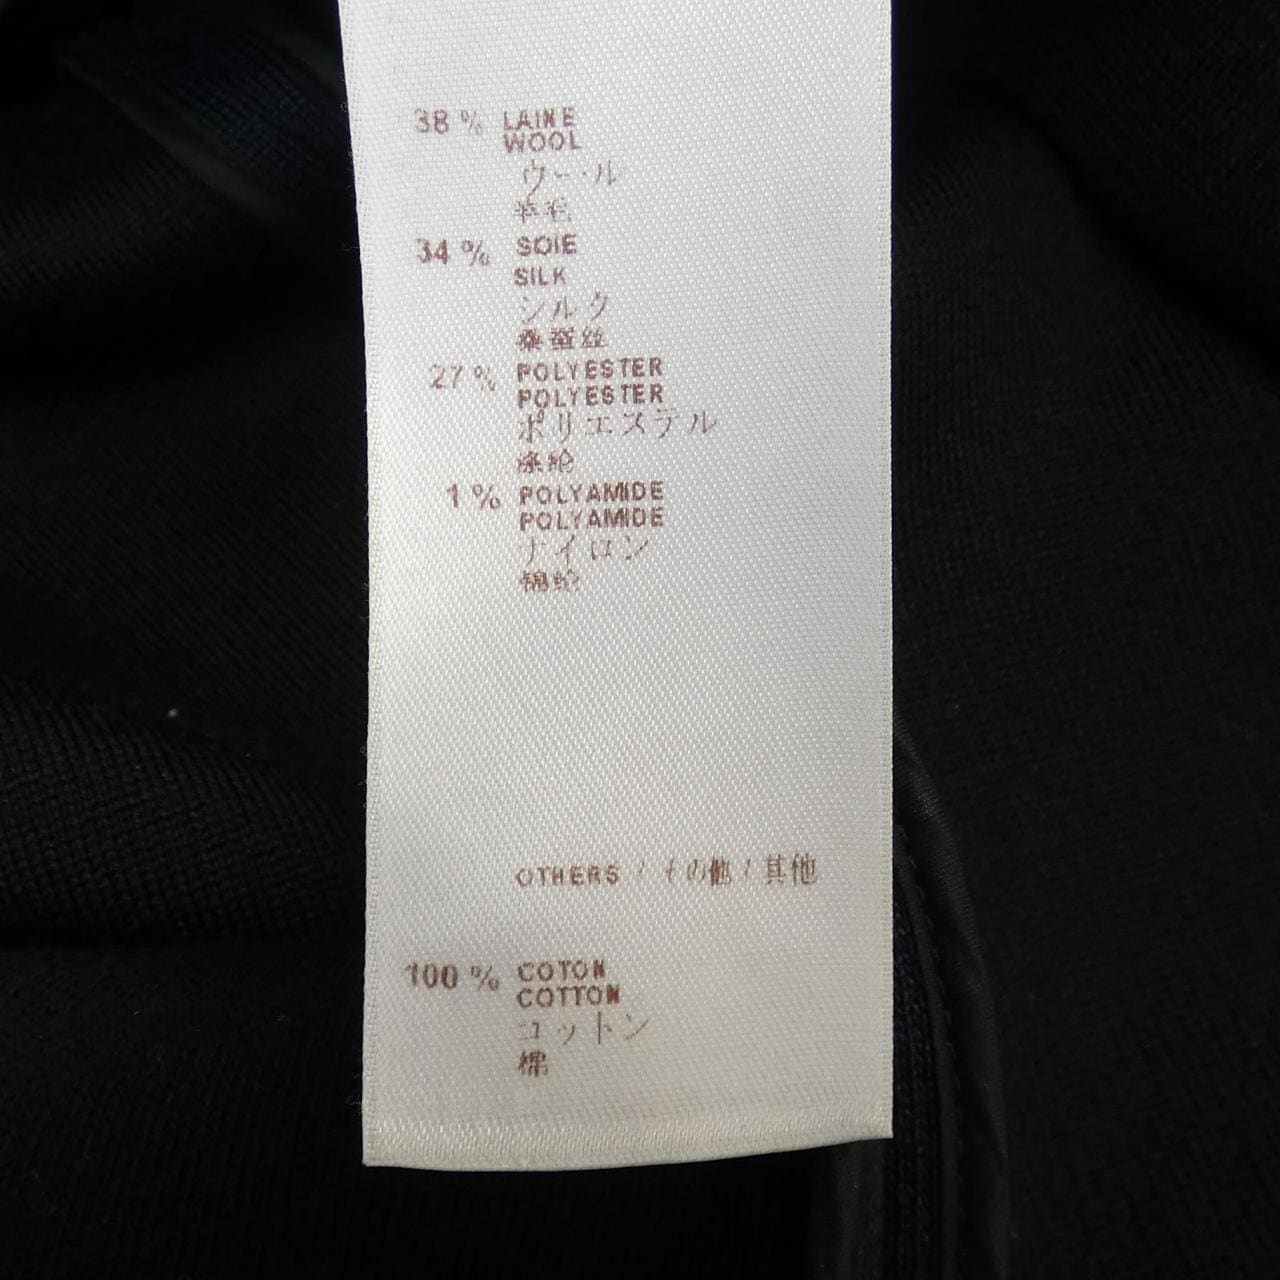 38 % LAINE
WOOL
ウール
羊毛
34 % SOIE
SILK
シルク
桑蚕丝
27 % POLYESTER
POLYESTER
ポリエステル
涤纶
1 % POLYAMIDE
POLYAMIDE
ナイロン
锦纶
OTHERS / その他 / 其他
100 % COTON
COTTON
コットン
棉